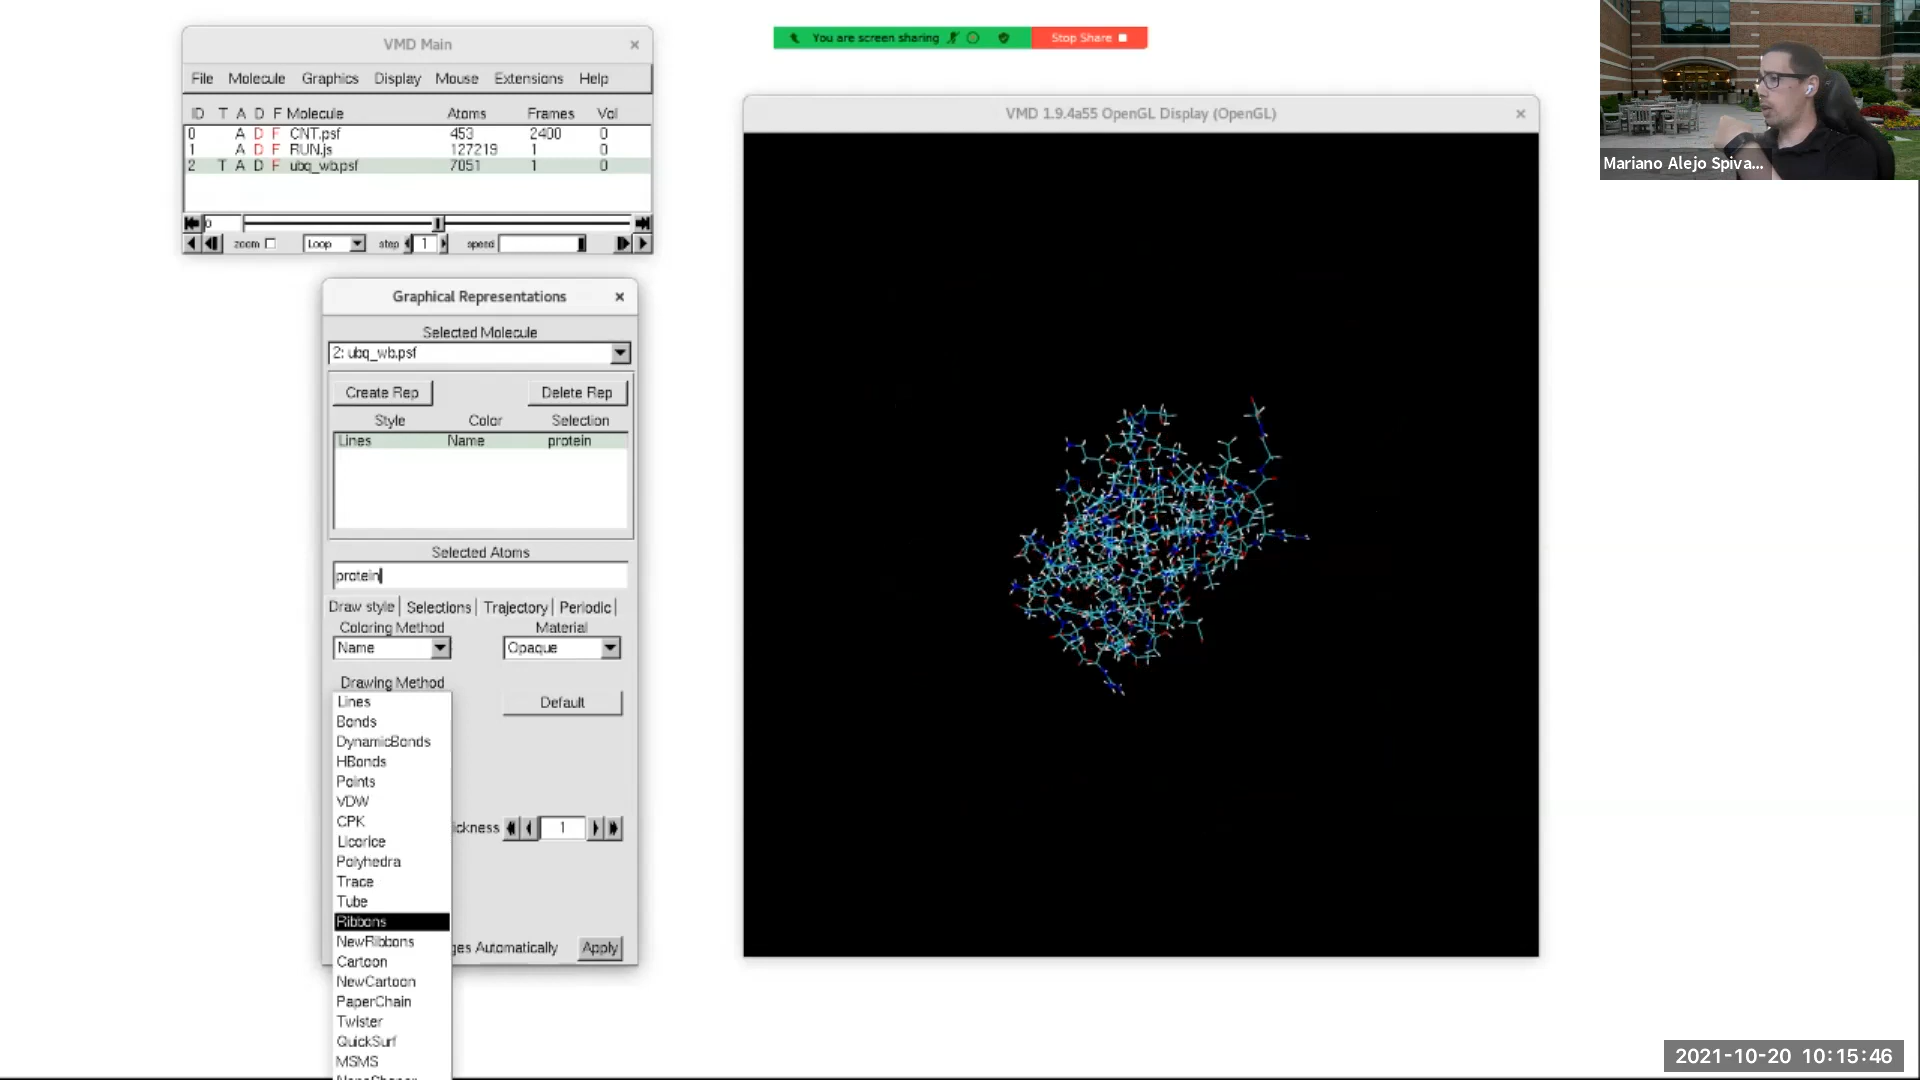 VMD Main
File Molecule Graphics Display Mouse Extensions Help
ID T A D F Molecule Atoms Frames Vol
0 A D F CNT.psf 453 2400 0
1 A D F RUN.js 127219 1 0
2 T A D F ubq_wb.psf 7051 1 0
0
zoom Loop step 1 speed
You are screen sharing Stop Share
VMD 1.9.4a55 OpenGL Display (OpenGL)
Mariano Alejo Spiva...
Graphical Representations
Selected Molecule
2: ubq_wb.psf
Create Rep Delete Rep
Style Color Selection
Lines Name protein
Selected Atoms
protein
Draw style Selections Trajectory Periodic
Coloring Method Material
Name Opaque
Drawing Method
Default
Lines
Bonds
DynamicBonds
HBonds
Points
VDW
CPK
ickness 1
Licorice
Polyhedra
Trace
Tube
Ribbons
NewRibbons
ges Automatically Apply
Cartoon
NewCartoon
PaperChain
Twister
QuickSurf
MSMS
2021-10-20 10:15:46